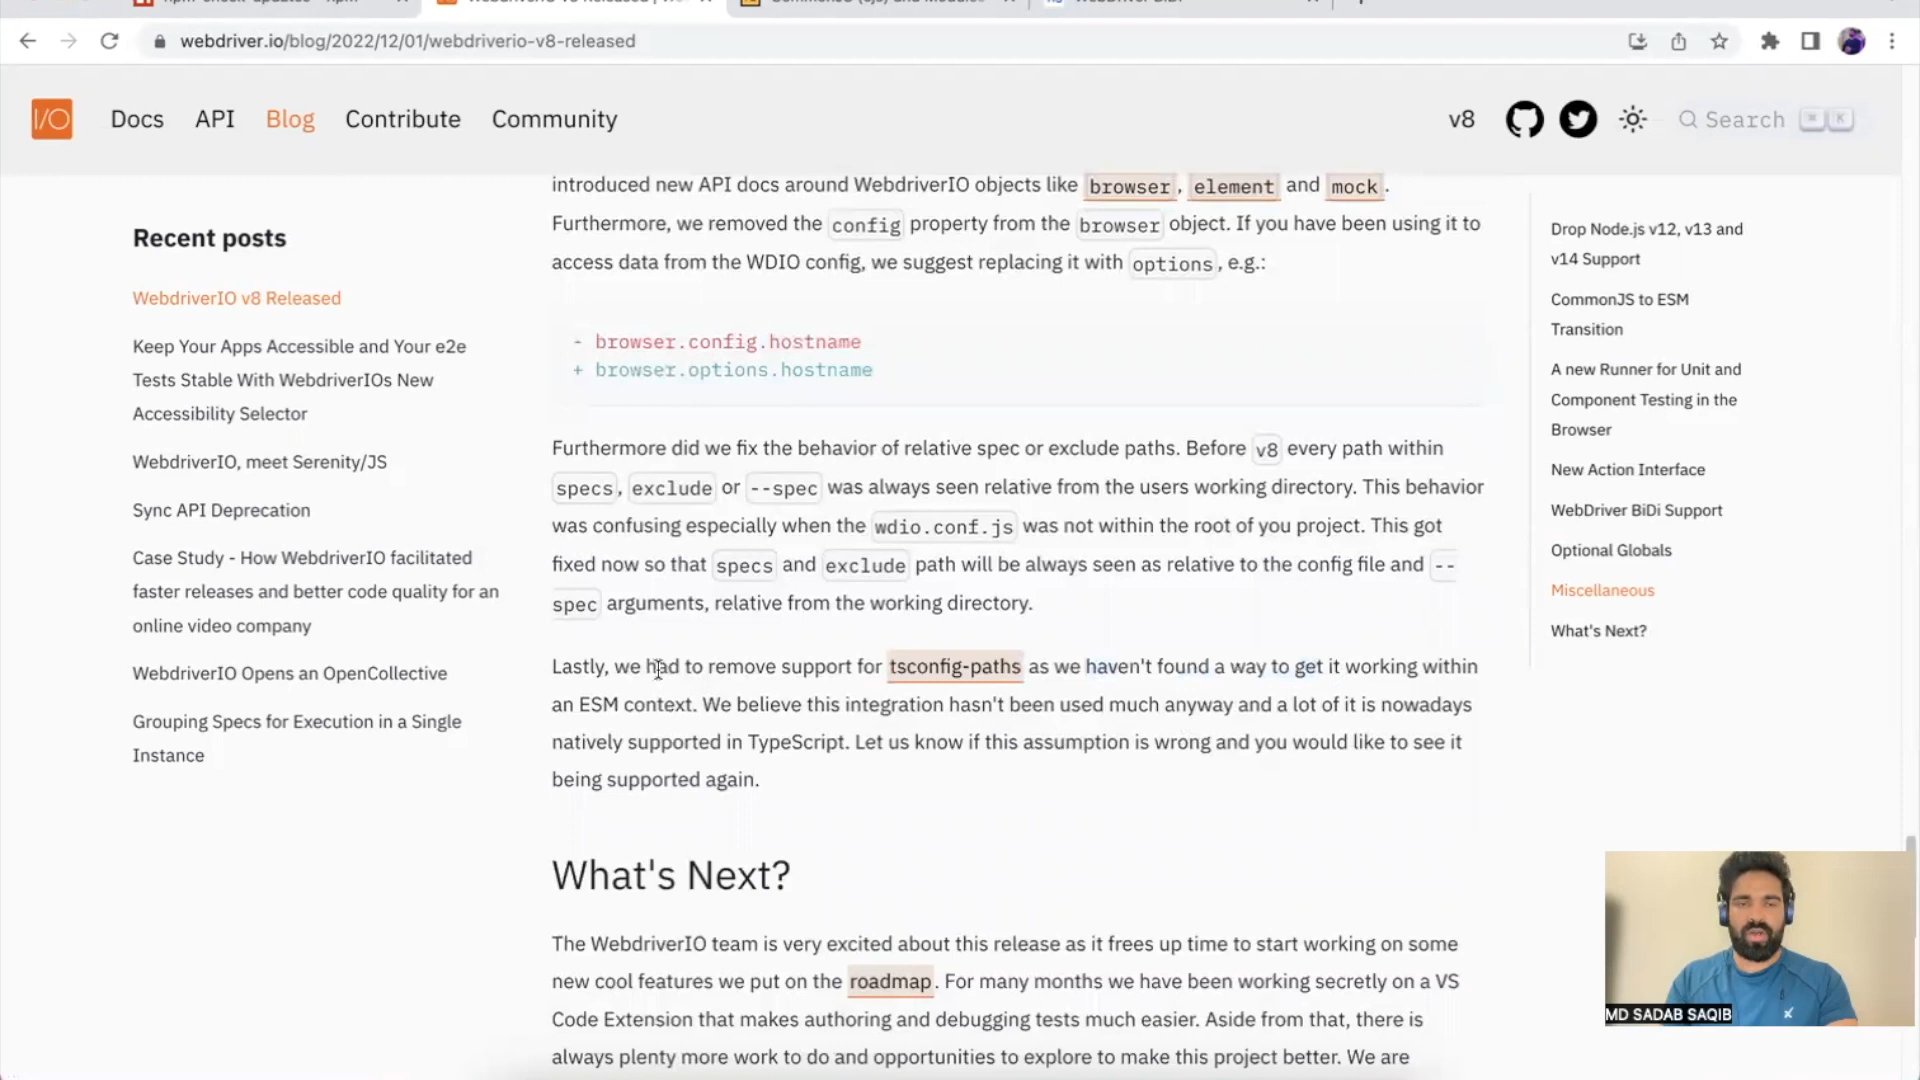 webdriver.io/blog/2022/12/01/webdriverio-v8-released
I/O Docs API Blog Contribute Community v8 Search ⌘ K
introduced new API docs around WebdriverIO objects like browser, element and mock.
Furthermore, we removed the config property from the browser object. If you have been using it to
access data from the WDIO config, we suggest replacing it with options, e.g.:
- browser.config.hostname
+ browser.options.hostname
Furthermore did we fix the behavior of relative spec or exclude paths. Before v8 every path within
specs, exclude or --spec was always seen relative from the users working directory. This behavior
was confusing especially when the wdio.conf.js was not within the root of you project. This got
fixed now so that specs and exclude path will be always seen as relative to the config file and --
spec arguments, relative from the working directory.
Lastly, we had to remove support for tsconfig-paths as we haven't found a way to get it working within
an ESM context. We believe this integration hasn't been used much anyway and a lot of it is nowadays
natively supported in TypeScript. Let us know if this assumption is wrong and you would like to see it
being supported again.
What's Next?
The WebdriverIO team is very excited about this release as it frees up time to start working on some
new cool features we put on the roadmap. For many months we have been working secretly on a VS
Code Extension that makes authoring and debugging tests much easier. Aside from that, there is
always plenty more work to do and opportunities to explore to make this project better. We are
Recent posts
WebdriverIO v8 Released
Keep Your Apps Accessible and Your e2e
Tests Stable With WebdriverIOs New
Accessibility Selector
WebdriverIO, meet Serenity/JS
Sync API Deprecation
Case Study - How WebdriverIO facilitated
faster releases and better code quality for an
online video company
WebdriverIO Opens an OpenCollective
Grouping Specs for Execution in a Single
Instance
Drop Node.js v12, v13 and
v14 Support
CommonJS to ESM
Transition
A new Runner for Unit and
Component Testing in the
Browser
New Action Interface
WebDriver BiDi Support
Optional Globals
Miscellaneous
What's Next?
MD SADAB SAQIB